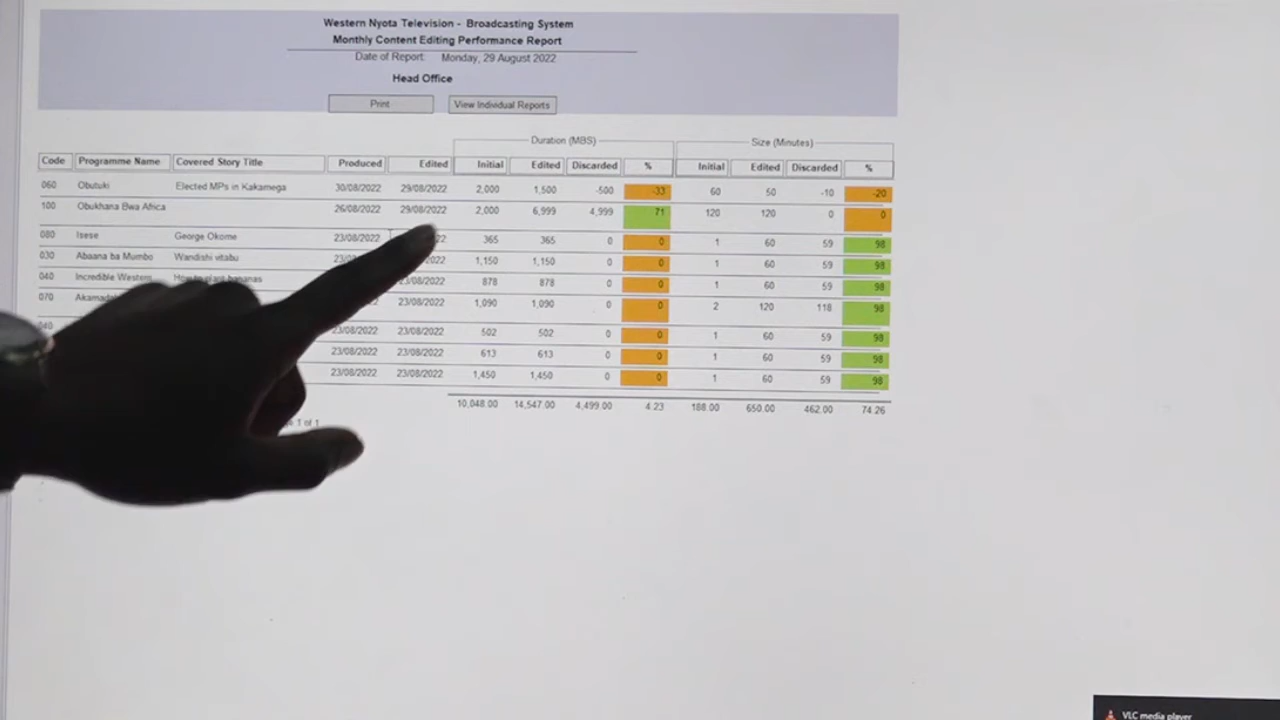 Western Nyota Television - Broadcasting System
Monthly Content Editing Performance Report
Date of Report: Monday, 29 August 2022
Head Office
Print View Individual Reports
Duration (MBS) Size (Minutes)
Code Programme Name Covered Story Title Produced Edited Initial Edited Discarded % Initial Edited Discarded %
060 Obutuki Elected MPs in Kakamega 30/08/2022 29/08/2022 2,000 1,500 -500 -33 60 50 -10 -20
100 Obukhana Bwa Africa 26/08/2022 29/08/2022 2,000 6,999 4,999 71 120 120 0 0
080 Isese George Okome 23/08/2022 365 365 0 0 1 60 59 98
030 Abaana ba Mumbo Wandishi vitabu 1,150 1,150 0 0 1 60 59 98
040 Incredible Western How to plant bananas 23/08/2022 878 878 0 0 1 60 59 98
070 23/08/2022 1,090 1,090 0 0 2 120 118 98
040 23/08/2022 23/08/2022 502 502 0 0 1 60 59 98
23/08/2022 23/08/2022 613 613 0 0 1 60 59 98
23/08/2022 23/08/2022 1,450 1,450 0 0 1 60 59 98
10,048.00 14,547.00 4,499.00 4.23 188.00 650.00 462.00 74.26
1 of 1
VLC media player